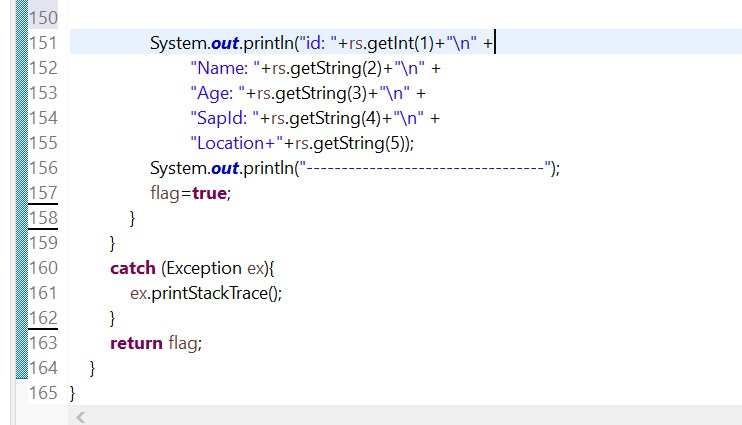 150
151 System.out.println("id: "+rs.getInt(1)+"\n" +
152 "Name: "+rs.getString(2)+"\n" +
153 "Age: "+rs.getString(3)+"\n" +
154 "SapId: "+rs.getString(4)+"\n" +
155 "Location+"+rs.getString(5));
156 System.out.println("----------------------------------");
157 flag=true;
158 }
159 }
160 catch (Exception ex){
161 ex.printStackTrace();
162 }
163 return flag;
164 }
165 }